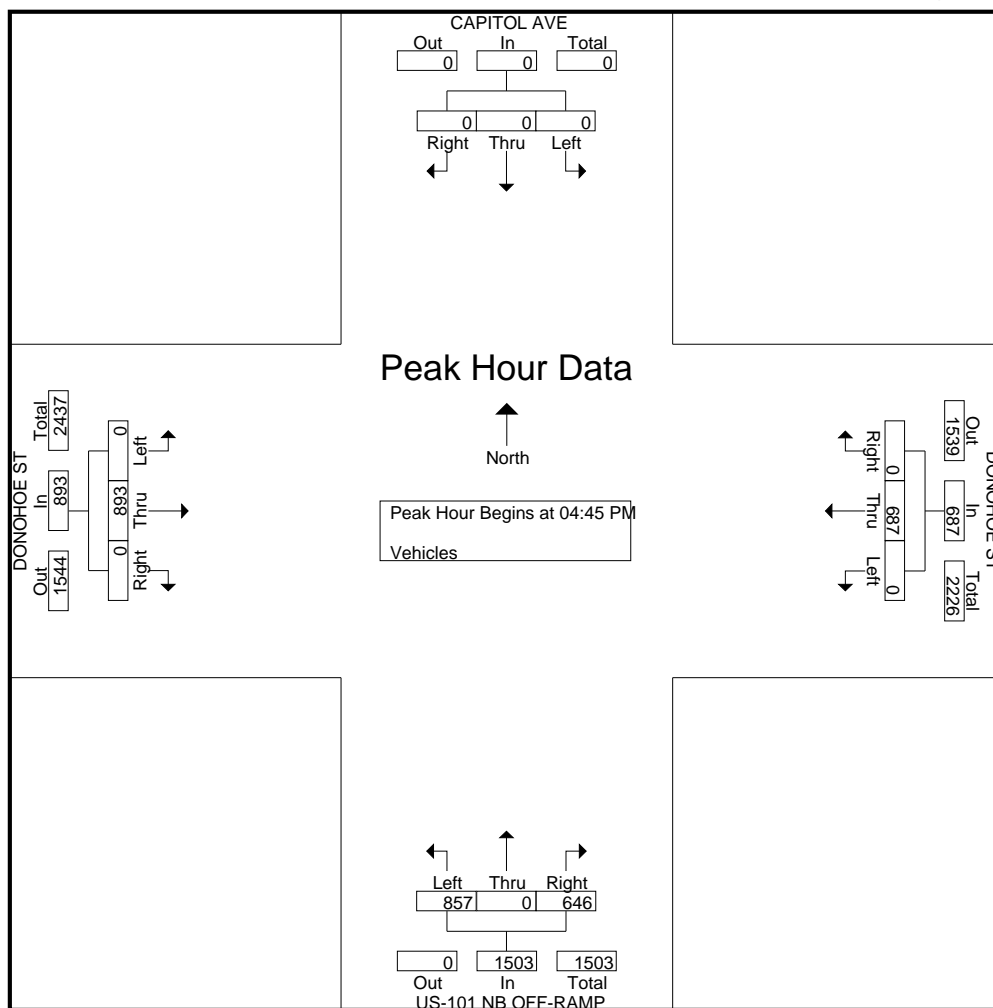 CAPITOL AVE
Out In Total
0 0 0
0 0 0
Right Thru Left
Peak Hour Data
North
Peak Hour Begins at 04:45 PM
Vehicles
DONOHOE ST
Out In Total
1544 893 2437
Right Thru Left
0 893 0
DONOHOE ST
Out In Total
1539 687 2226
Right Thru Left
0 687 0
Left Thru Right
857 0 646
0 1503 1503
Out In Total
US-101 NB OFF-RAMP